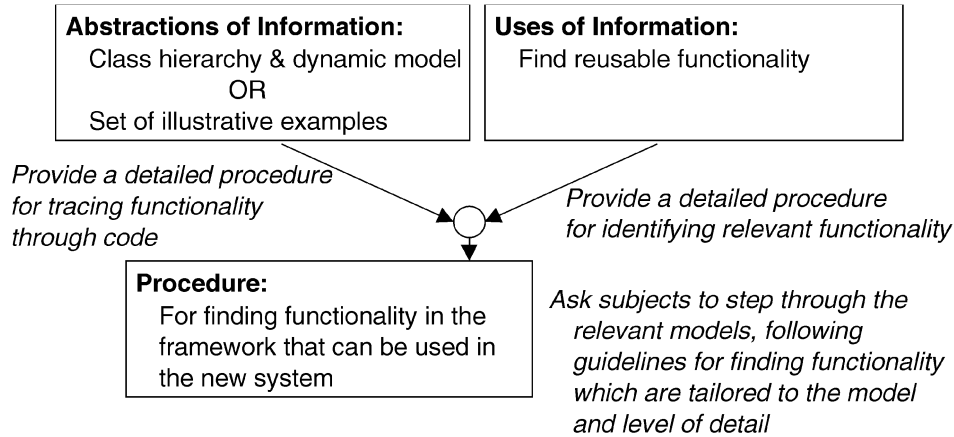 Abstractions of Information:
Class hierarchy & dynamic model
OR
Set of illustrative examples
Uses of Information:
Find reusable functionality
Provide a detailed procedure
for tracing functionality
through code
Provide a detailed procedure
for identifying relevant functionality
Procedure:
For finding functionality in the
framework that can be used in
the new system
Ask subjects to step through the
relevant models, following
guidelines for finding functionality
which are tailored to the model
and level of detail